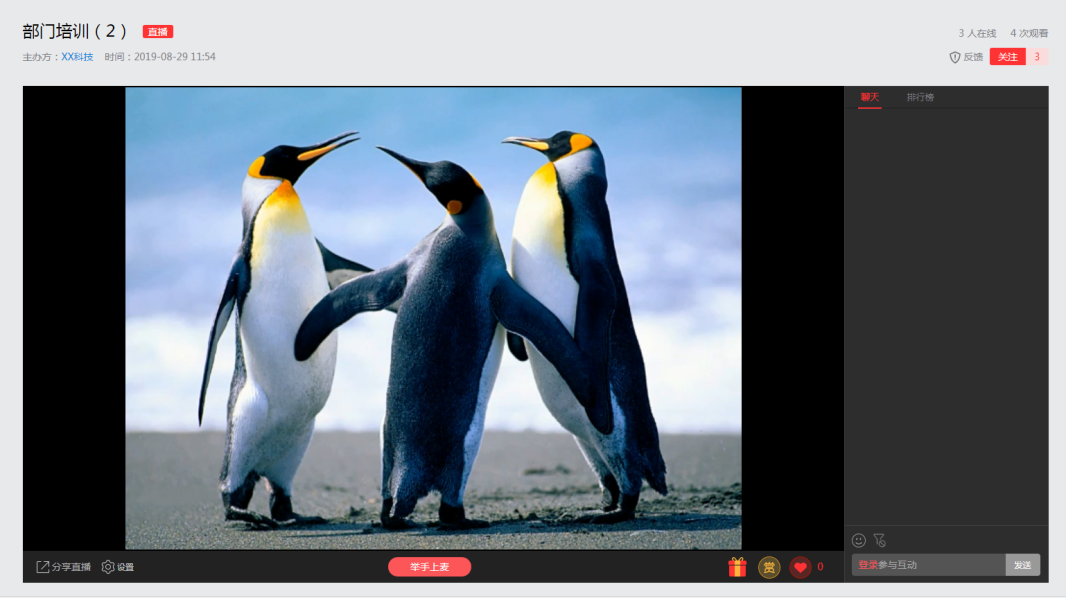 部门培训（2） 直播
3 人在线 4 次观看
主办方：XX科技 时间：2019-08-29 11:54
反馈 关注 3
聊天 排行榜
分享直播 设置 举手上麦 赏 0
登录参与互动 发送